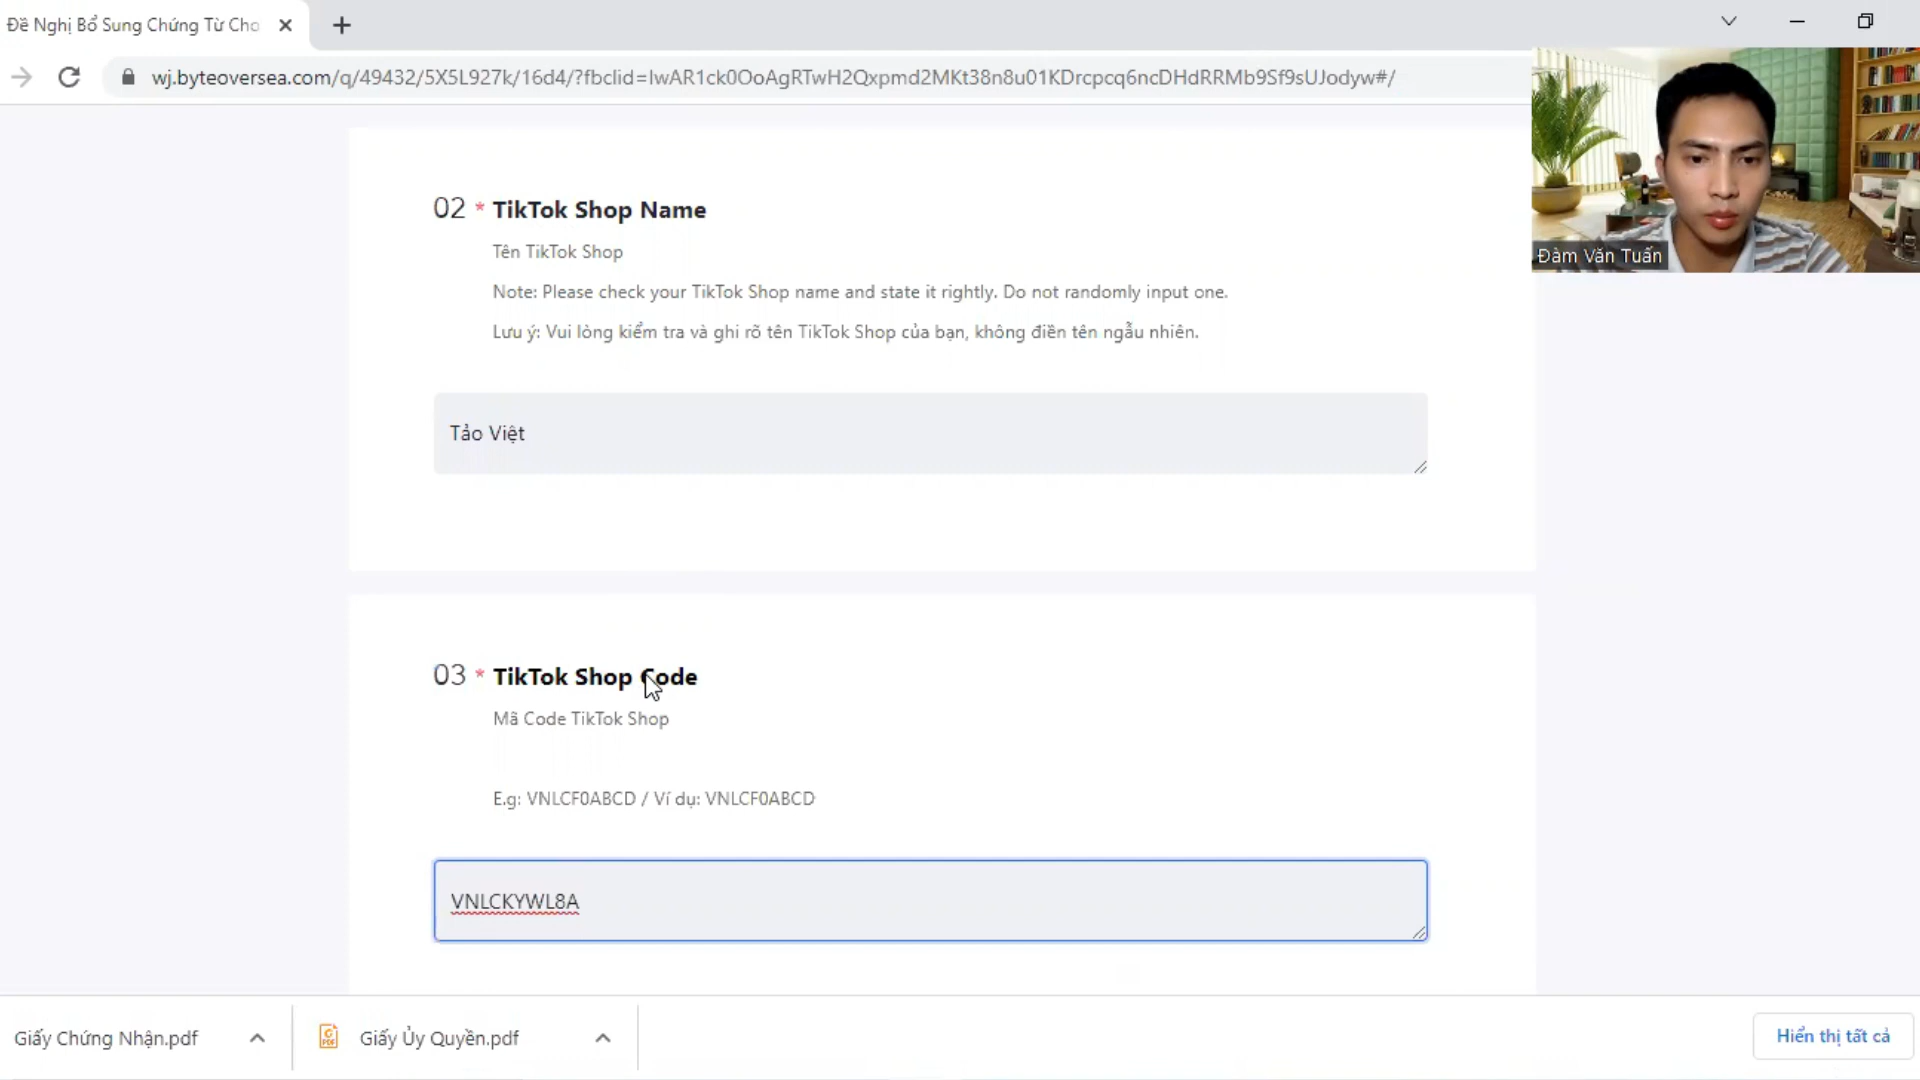 Đề Nghị Bổ Sung Chứng Từ Cho
wj.byteoversea.com/q/49432/5X5L927k/16d4/?fbclid=IwAR1ck0OoAgRTwH2Qxpmd2MKt38n8u01KDrcpcq6ncDHdRRMb9Sf9sUJodyw#/
Đàm Văn Tuấn
02 * TikTok Shop Name
Tên TikTok Shop
Note: Please check your TikTok Shop name and state it rightly. Do not randomly input one.
Lưu ý: Vui lòng kiểm tra và ghi rõ tên TikTok Shop của bạn, không điền tên ngẫu nhiên.
Tảo Việt
03 * TikTok Shop Code
Mã Code TikTok Shop
E.g: VNLCF0ABCD / Ví dụ: VNLCF0ABCD
VNLCKYWL8A
Giấy Chứng Nhận.pdf
Giấy Ủy Quyền.pdf
Hiển thị tất cả